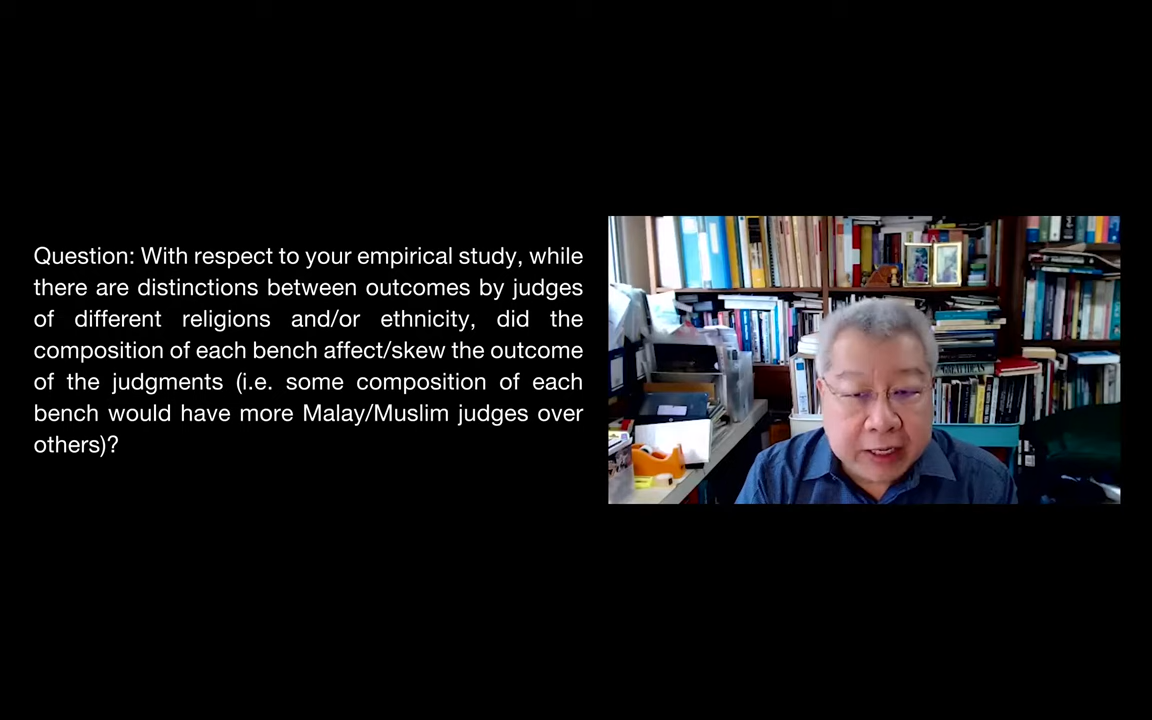 Question: With respect to your empirical study, while
there are distinctions between outcomes by judges
of different religions and/or ethnicity, did the
composition of each bench affect/skew the outcome
of the judgments (i.e. some composition of each
bench would have more Malay/Muslim judges over
others)?